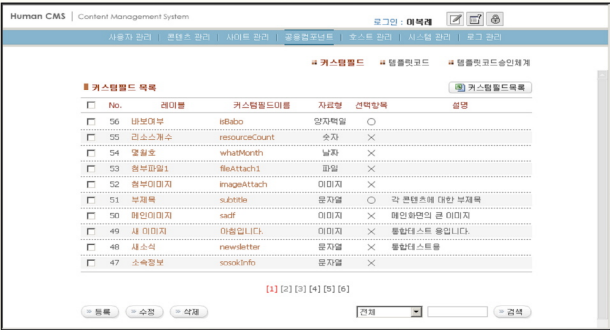 Human CMS | Content Management System
로그인 : 이복래
사용자 관리 | 콘텐츠 관리 | 사이트 관리 | 공용컴포넌트 | 호스트 관리 | 시스템 관리 | 로그 관리
커스텀필드 템플릿코드 템플릿코드승인체계
커스텀필드 목록 커스텀필드목록
No. 레이블 커스텀필드이름 자료형 선택항목 설명
56 바보여부 isBabo 양자택일 ○
55 리소스개수 resourceCount 숫자 ×
54 몇월호 whatMonth 날짜 ×
53 첨부파일1 fileAttach1 파일 ×
52 첨부이미지 imageAttach 이미지 ×
51 부제목 subtitle 문자열 ○ 각 콘텐츠에 대한 부제목
50 메인이미지 sadf 이미지 × 메인화면의 큰 이미지
49 새 이미지 아침입니다. 이미지 × 통합테스트 용입니다.
48 새소식 newsletter 문자열 × 통합테스트용
47 소속정보 sosokInfo 문자열 ×
[1] [2] [3] [4] [5] [6]
> 등록 > 수정 > 삭제 전체 > 검색